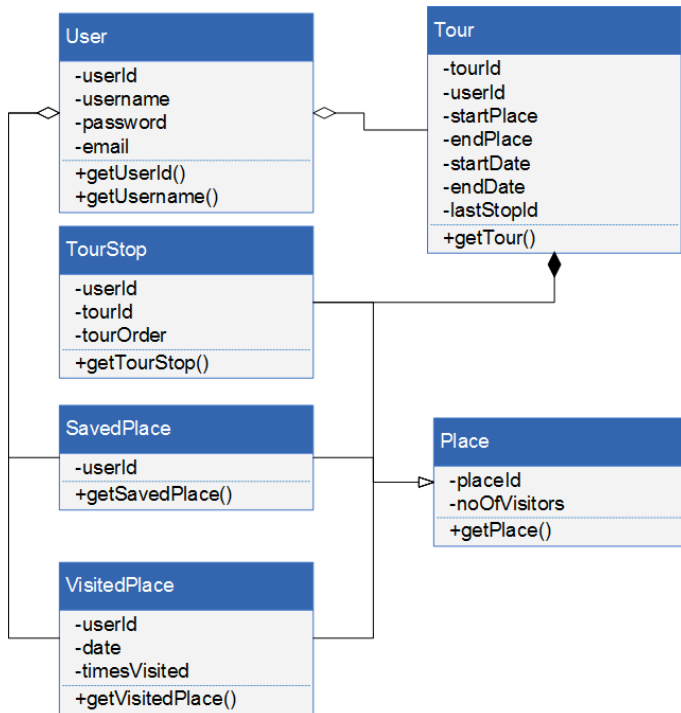 User
-userId
-username
-password
-email
+getUserId()
+getUsername()
Tour
-tourId
-userId
-startPlace
-endPlace
-startDate
-endDate
-lastStopId
+getTour()
TourStop
-userId
-tourId
-tourOrder
+getTourStop()
SavedPlace
-userId
+getSavedPlace()
Place
-placeId
-noOfVisitors
+getPlace()
VisitedPlace
-userId
-date
-timesVisited
+getVisitedPlace()